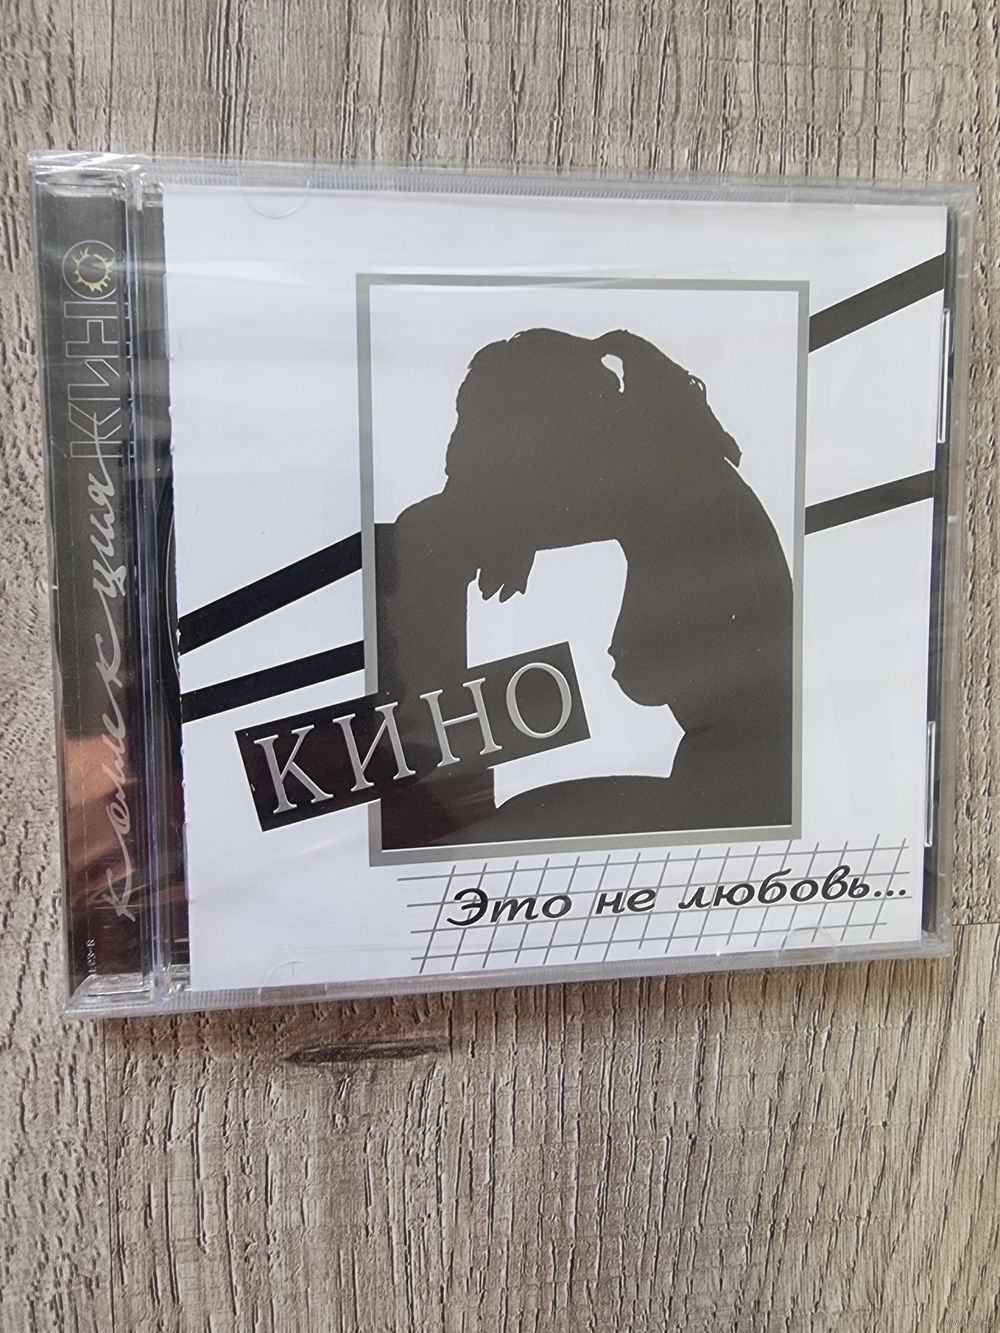 Коллекция КИНО
КИНО
Это не любовь...